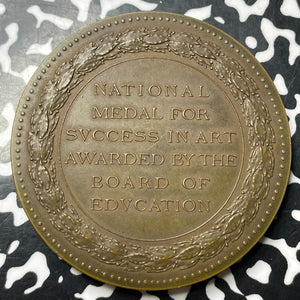 NATIONAL
MEDAL FOR
SVCCESS IN ART
AWARDED BY THE
BOARD OF
EDVCATION